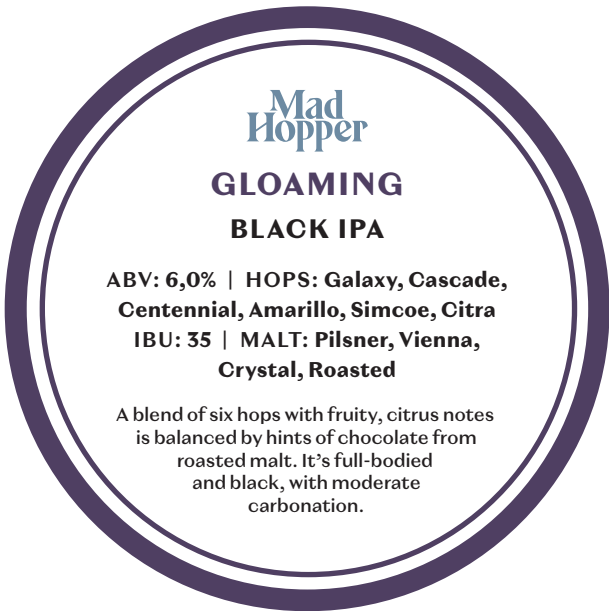 Mad
Hopper
GLOAMING
BLACK IPA
ABV: 6,0% | HOPS: Galaxy, Cascade,
Centennial, Amarillo, Simcoe, Citra
IBU: 35 | MALT: Pilsner, Vienna,
Crystal, Roasted
A blend of six hops with fruity, citrus notes
is balanced by hints of chocolate from
roasted malt. It’s full-bodied
and black, with moderate
carbonation.